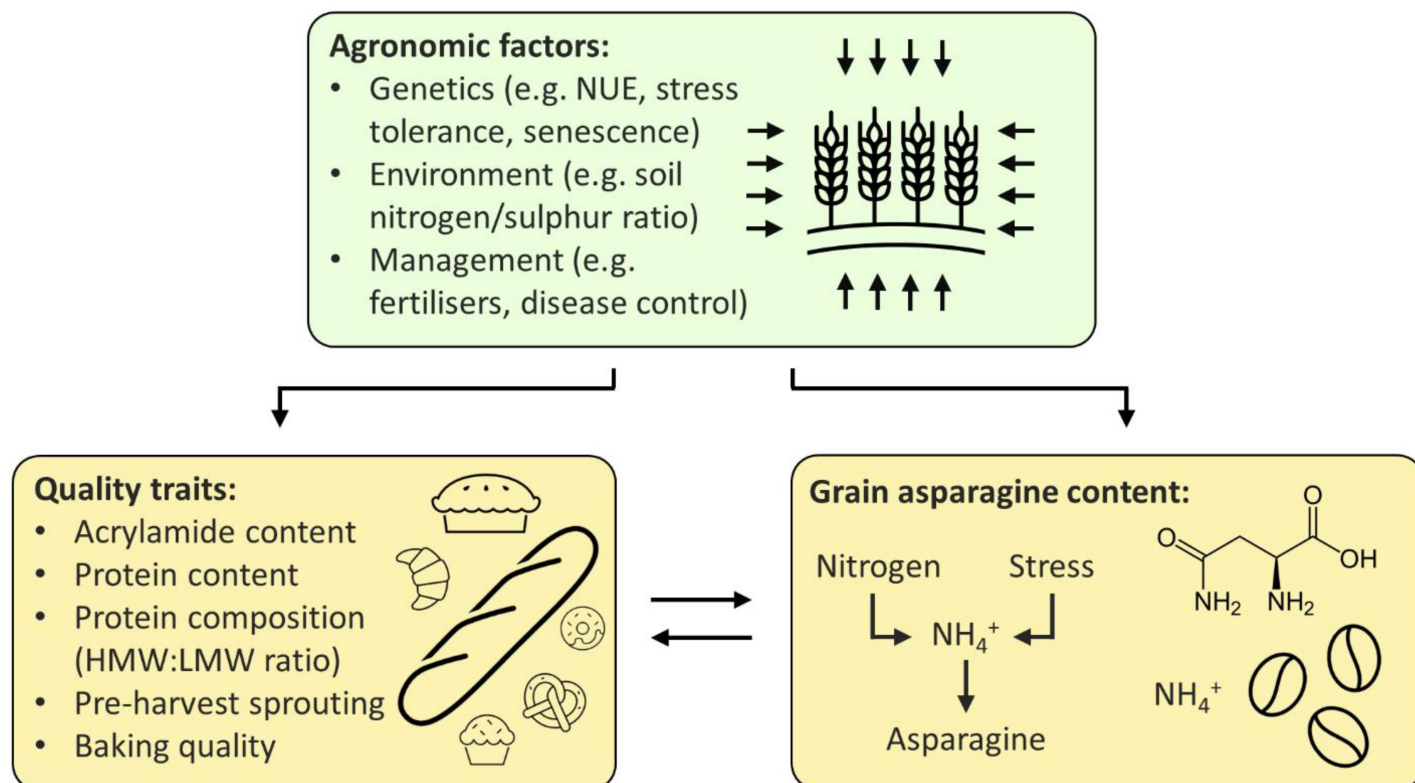 Agronomic factors:
• Genetics (e.g. NUE, stress
tolerance, senescence)
• Environment (e.g. soil
nitrogen/sulphur ratio)
• Management (e.g.
fertilisers, disease control)
Quality traits:
• Acrylamide content
• Protein content
• Protein composition
(HMW:LMW ratio)
• Pre-harvest sprouting
• Baking quality
Grain asparagine content:
Nitrogen Stress
NH₄⁺
Asparagine
O
O
OH
NH₂ NH₂
NH₄⁺